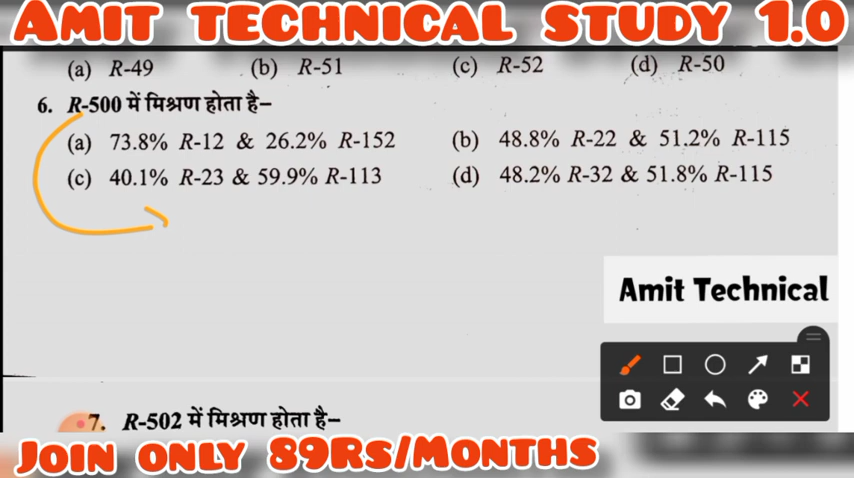 AMIT TECHNICAL STUDY 1.0
(a) R-49 (b) R-51 (c) R-52 (d) R-50
6. R-500 में मिश्रण होता है–
(a) 73.8% R-12 & 26.2% R-152 (b) 48.8% R-22 & 51.2% R-115
(c) 40.1% R-23 & 59.9% R-113 (d) 48.2% R-32 & 51.8% R-115
Amit Technical
7. R-502 में मिश्रण होता है–
JOIN ONLY 89RS/MONTHS